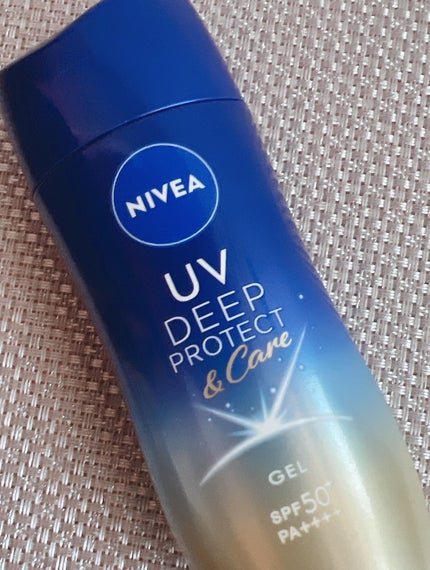 NIVEA
UV
DEEP
PROTECT
& Care
GEL
SPF50+
PA++++